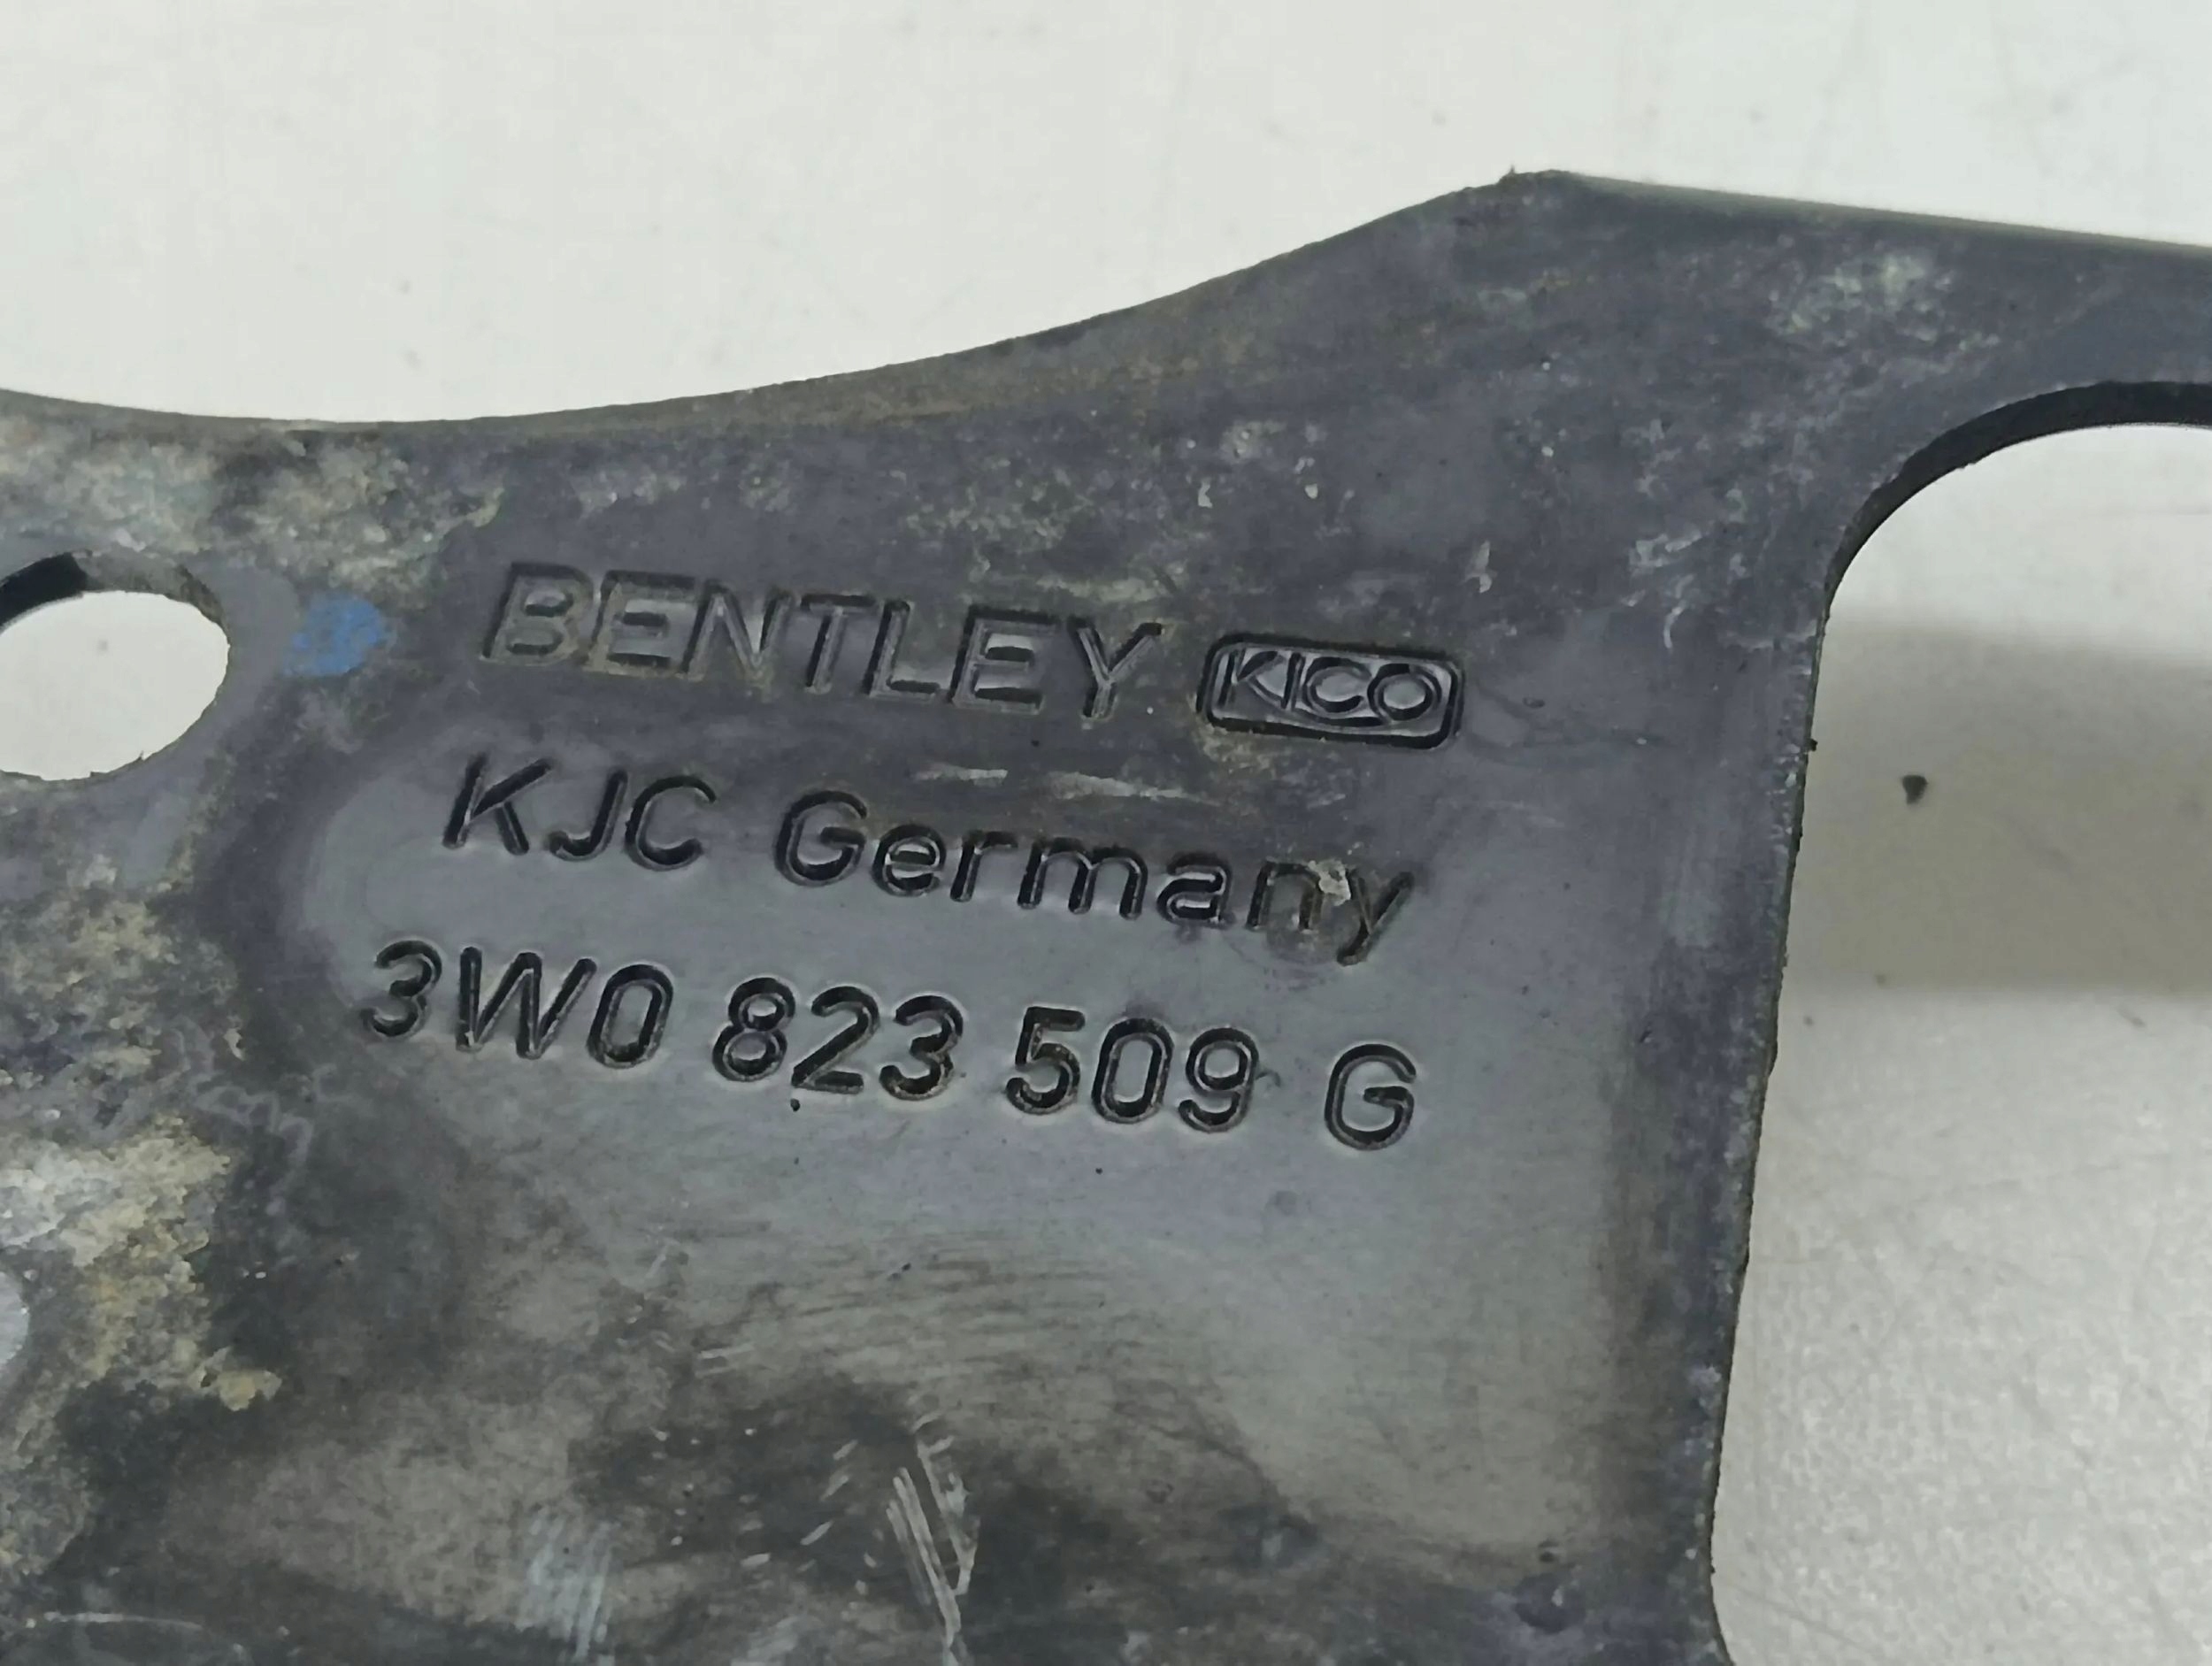 BENTLEY KICO
KJC Germany
3W0 823 509 G